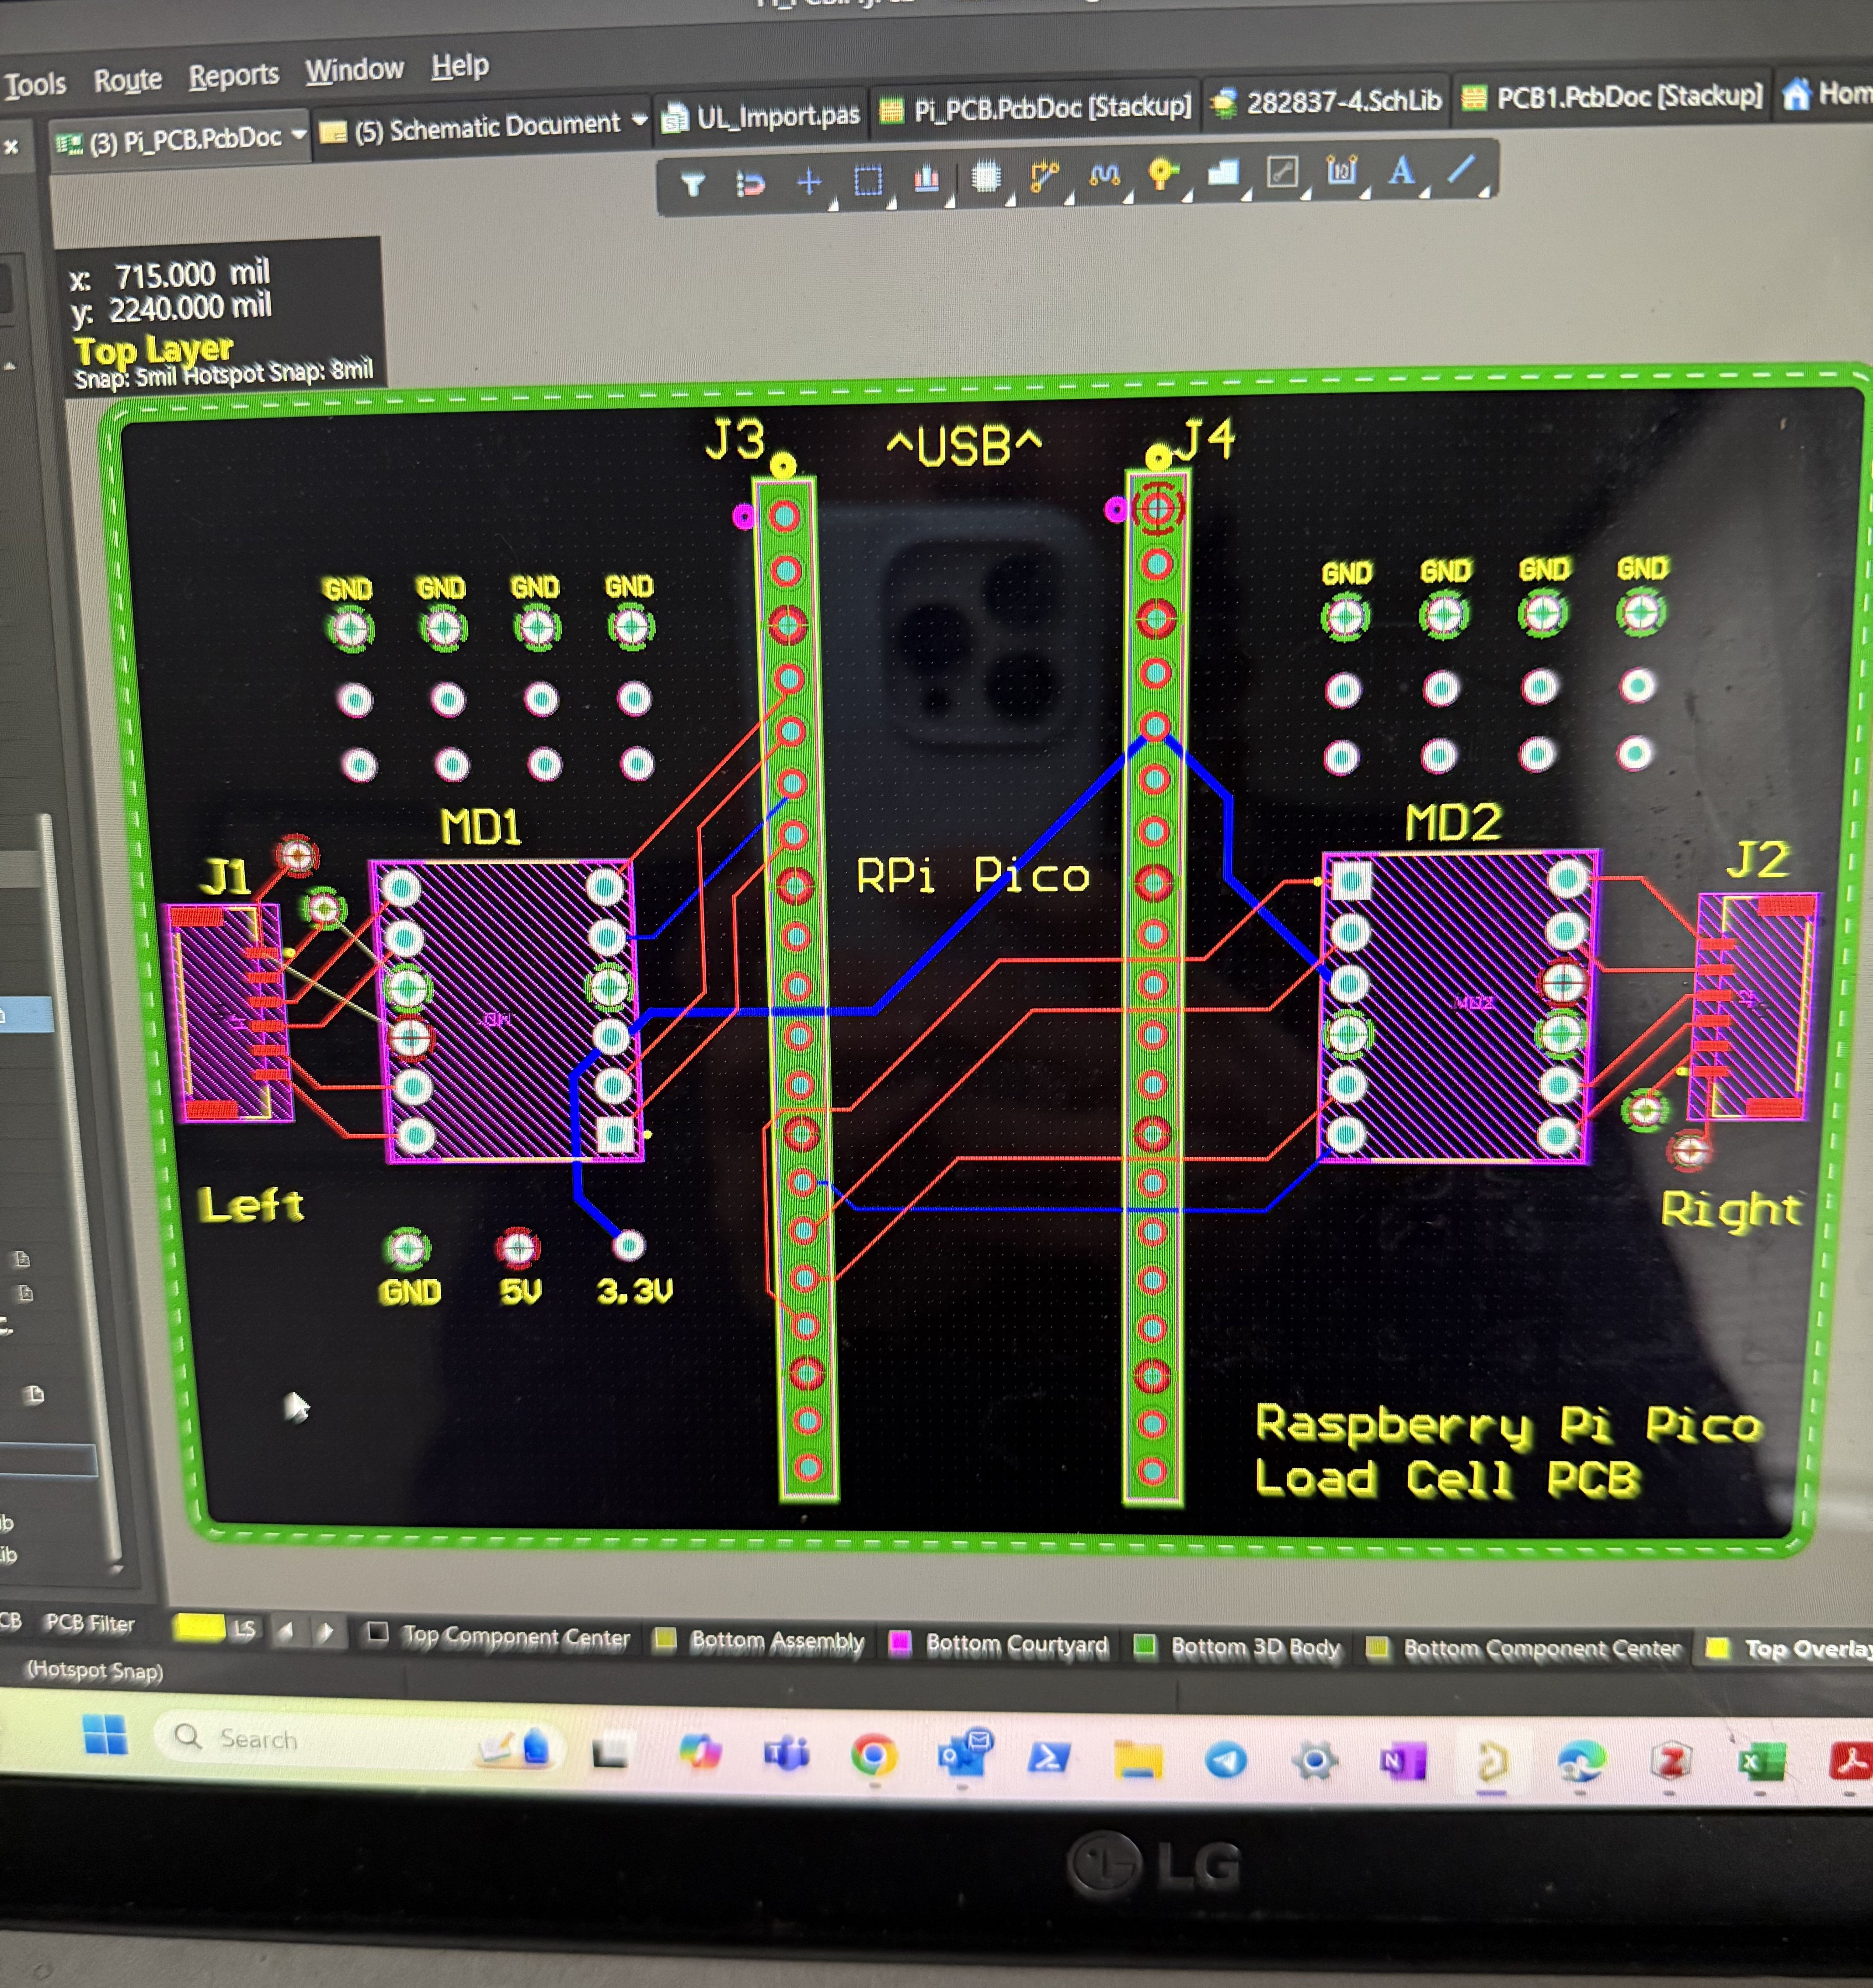 Tools Route Reports Window Help
(3) Pi_PCB.PcbDoc (5) Schematic Document UL_Import.pas Pi_PCB.PcbDoc [Stackup] 282837-4.SchLib PCB1.PcbDoc [Stackup] Hom
x: 715.000 mil
y: 2240.000 mil
Top Layer
Snap: 5mil Hotspot Snap: 8mil
J3 ^USB^ J4
GND GND GND GND
GND GND GND GND
MD1
MD2
J1
RPi Pico
J2
MD2
Left
Right
GND 5V 3.3V
Raspberry Pi Pico
Load Cell PCB
CB PCB Filter LS Top Component Center Bottom Assembly Bottom Courtyard Bottom 3D Body Bottom Component Center Top Overlay
(Hotspot Snap)
Search
LG